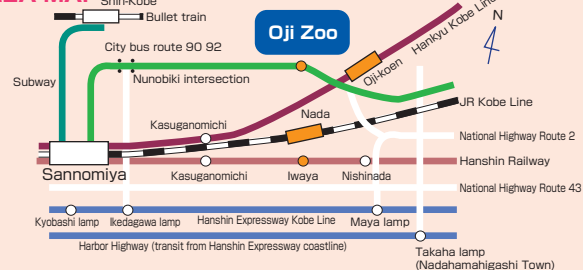 Shin-Kobe
Bullet train
City bus route 90 92
Oji Zoo
Hankyu Kobe Line
N
Subway
Nunobiki intersection
Oji-koen
Kasuganomichi
Nada
JR Kobe Line
National Highway Route 2
Hanshin Railway
Sannomiya
Kasuganomichi
Iwaya
Nishinada
National Highway Route 43
Kyobashi lamp
Ikedagawa lamp
Hanshin Expressway Kobe Line
Maya lamp
Harbor Highway (transit from Hanshin Expressway coastline)
Takaha lamp
(Nadahamahigashi Town)